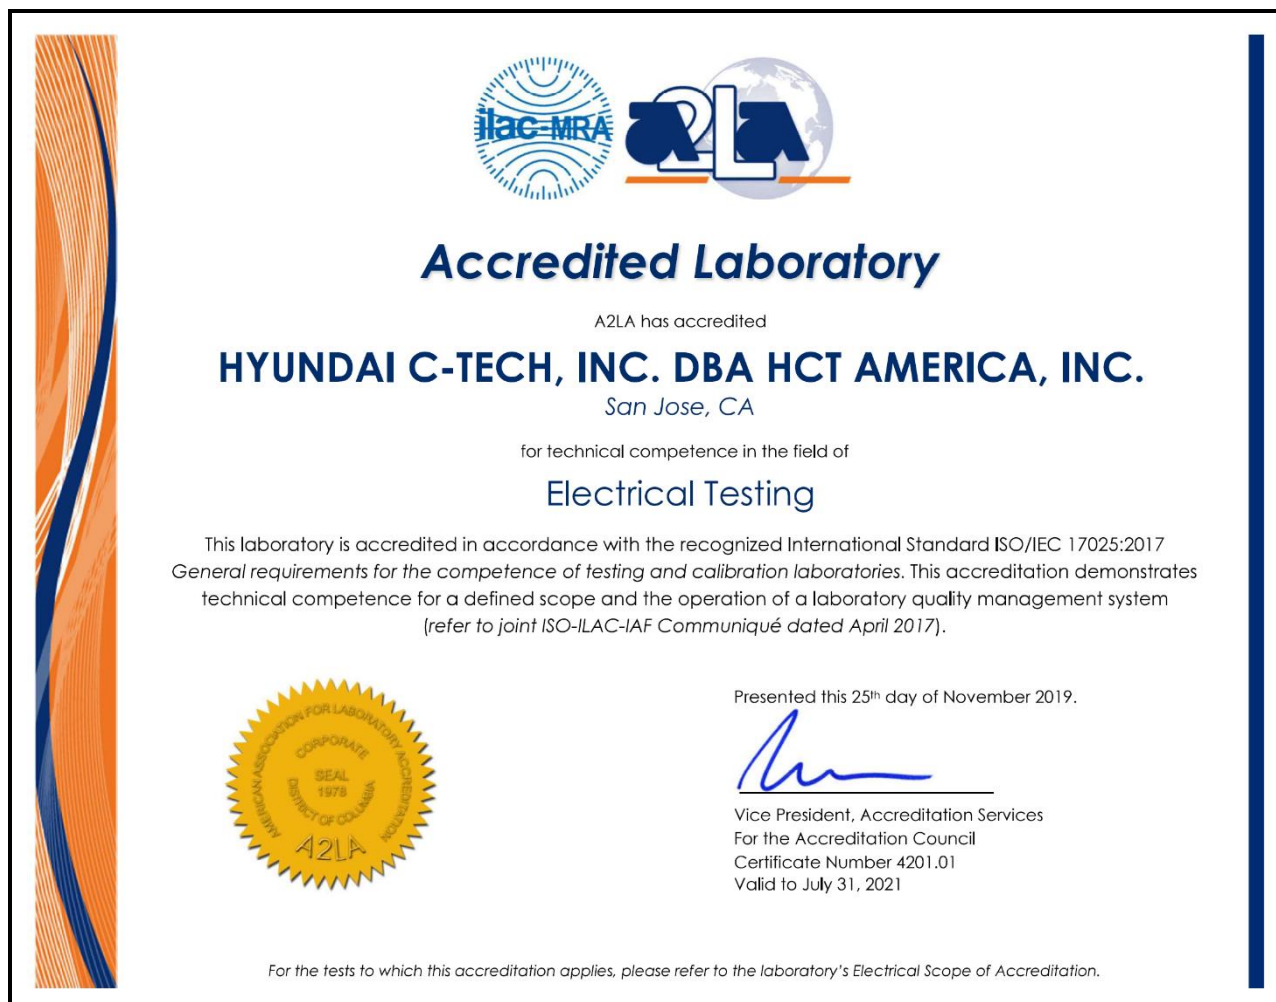 ilac-MRA
A2LA
Accredited Laboratory
A2LA has accredited
HYUNDAI C-TECH, INC. DBA HCT AMERICA, INC.
San Jose, CA
for technical competence in the field of
Electrical Testing
This laboratory is accredited in accordance with the recognized International Standard ISO/IEC 17025:2017
General requirements for the competence of testing and calibration laboratories. This accreditation demonstrates
technical competence for a defined scope and the operation of a laboratory quality management system
(refer to joint ISO-ILAC-IAF Communiqué dated April 2017).
AMERICAN ASSOCIATION FOR LABORATORY ACCREDITATION
CORPORATE
SEAL
1978
DISTRICT OF COLUMBIA
A2LA
Presented this 25th day of November 2019.
Vice President, Accreditation Services
For the Accreditation Council
Certificate Number 4201.01
Valid to July 31, 2021
For the tests to which this accreditation applies, please refer to the laboratory's Electrical Scope of Accreditation.